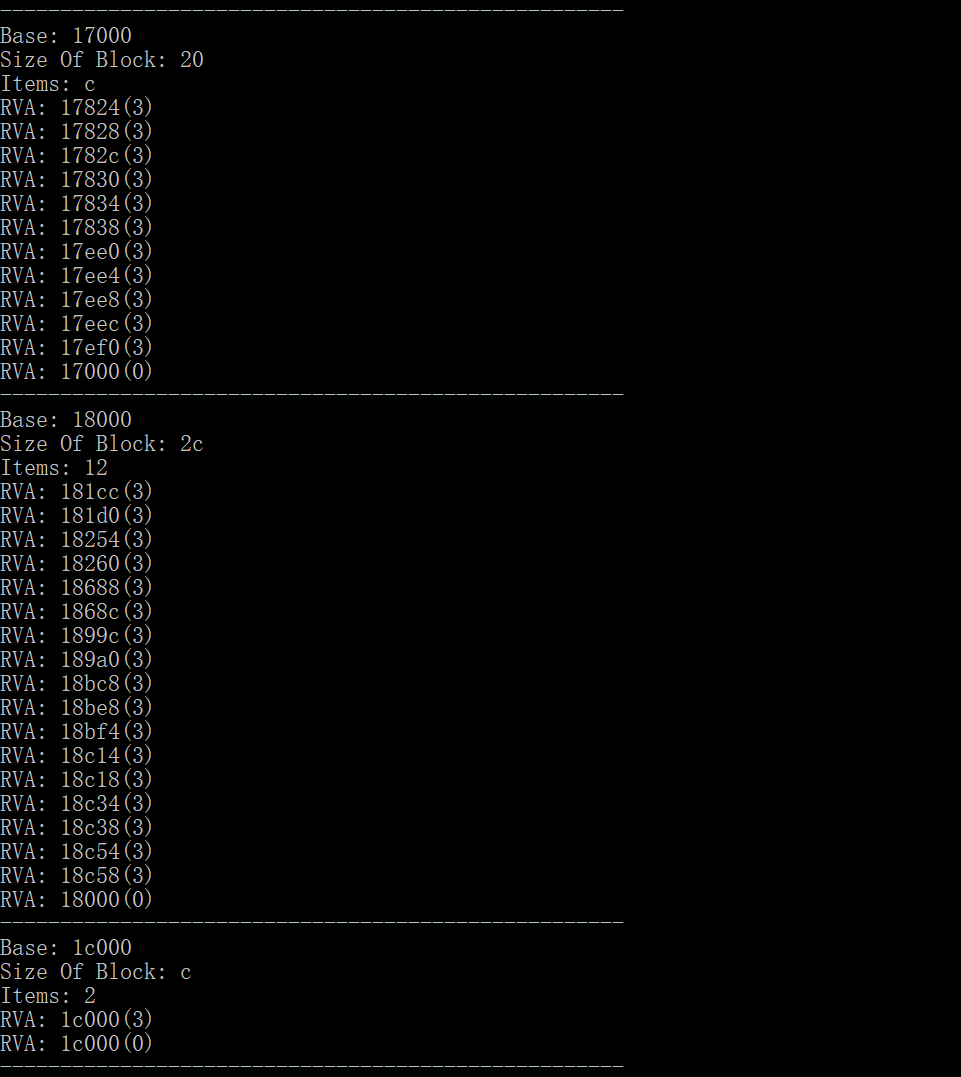 ----------------------------------------------------
Base: 17000
Size Of Block: 20
Items: c
RVA: 17824(3)
RVA: 17828(3)
RVA: 1782c(3)
RVA: 17830(3)
RVA: 17834(3)
RVA: 17838(3)
RVA: 17ee0(3)
RVA: 17ee4(3)
RVA: 17ee8(3)
RVA: 17eec(3)
RVA: 17ef0(3)
RVA: 17000(0)
----------------------------------------------------
Base: 18000
Size Of Block: 2c
Items: 12
RVA: 181cc(3)
RVA: 181d0(3)
RVA: 18254(3)
RVA: 18260(3)
RVA: 18688(3)
RVA: 1868c(3)
RVA: 1899c(3)
RVA: 189a0(3)
RVA: 18bc8(3)
RVA: 18be8(3)
RVA: 18bf4(3)
RVA: 18c14(3)
RVA: 18c18(3)
RVA: 18c34(3)
RVA: 18c38(3)
RVA: 18c54(3)
RVA: 18c58(3)
RVA: 18000(0)
----------------------------------------------------
Base: 1c000
Size Of Block: c
Items: 2
RVA: 1c000(3)
RVA: 1c000(0)
----------------------------------------------------